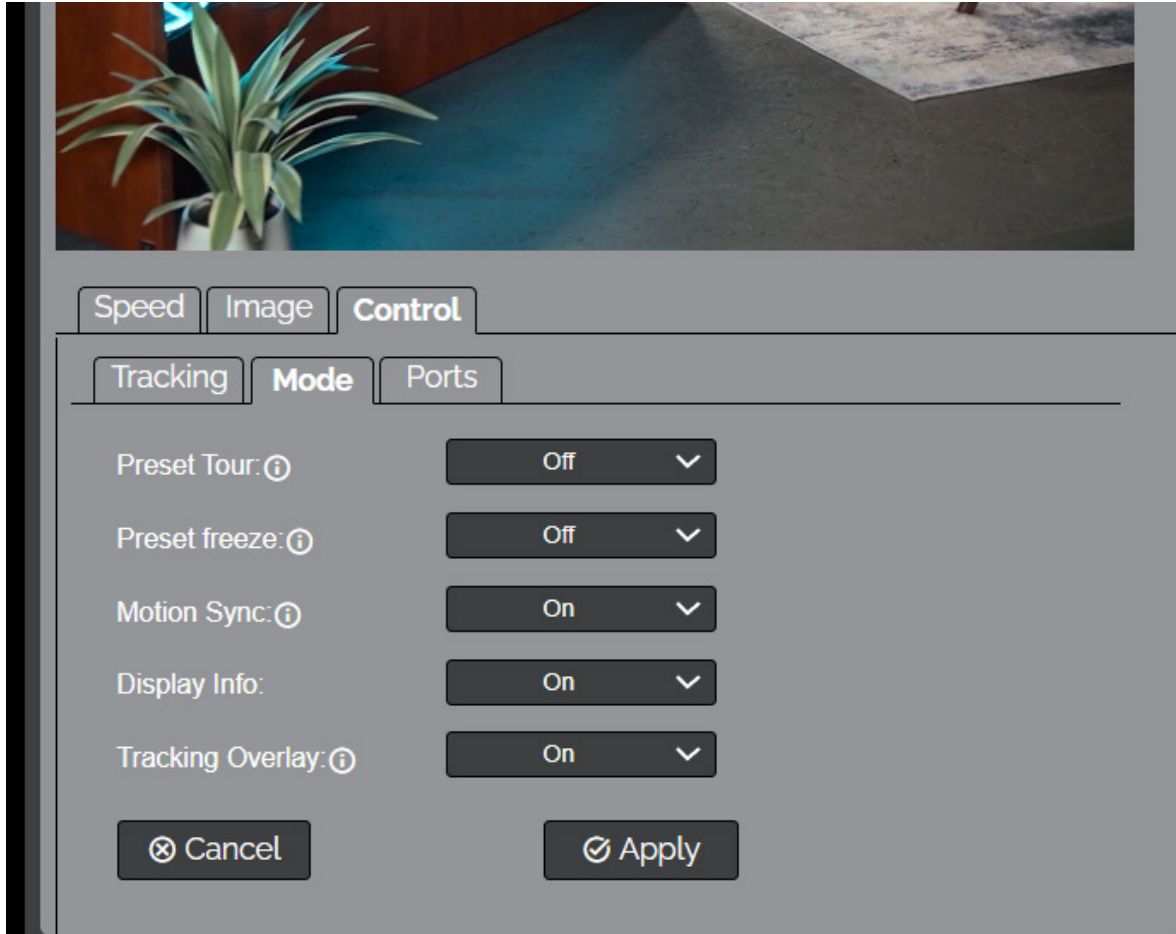 Speed Image Control
Tracking Mode Ports
Preset Tour: Off
Preset freeze: Off
Motion Sync: On
Display Info: On
Tracking Overlay: On
Cancel Apply